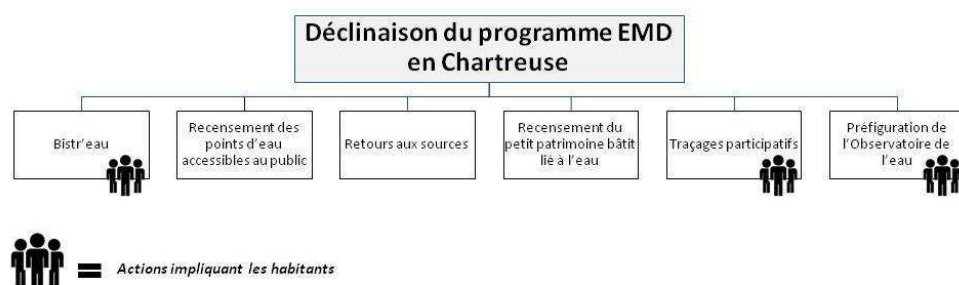 Déclinaison du programme EMD
en Chartreuse
Bistr'eau
Recensement des
points d'eau
accessibles au public
Retours aux sources
Recensement du
petit patrimoine bâtit
lié à l'eau
Traçages participatifs
Préfiguration de
l'Observatoire de
l'eau
= Actions impliquant les habitants